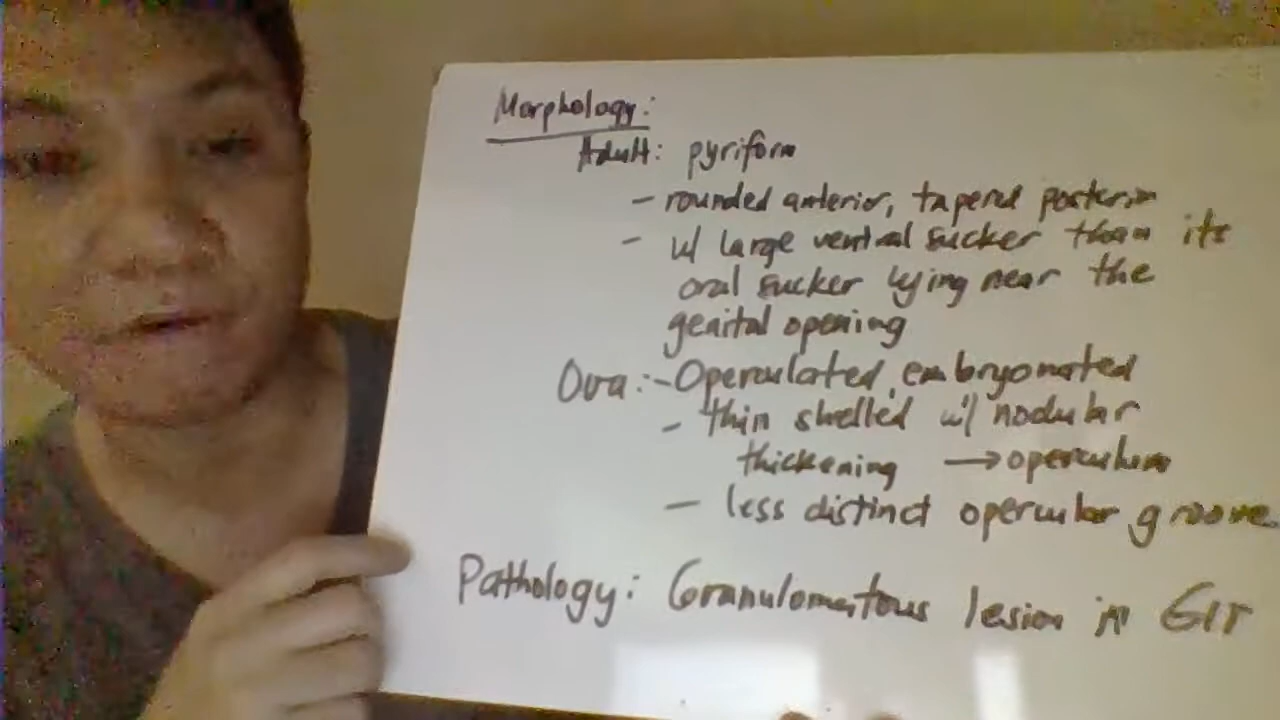 Morphology:
Adult: pyriform
- rounded anterior, tapered posterior
- w/ large ventral sucker than its
oral sucker lying near the
genital opening
Ova: - Operculated, embryonated
- thin shelled w/ nodular
thickening → operculum
- less distinct opercular groove
Pathology: Granulomatous lesion in GIT